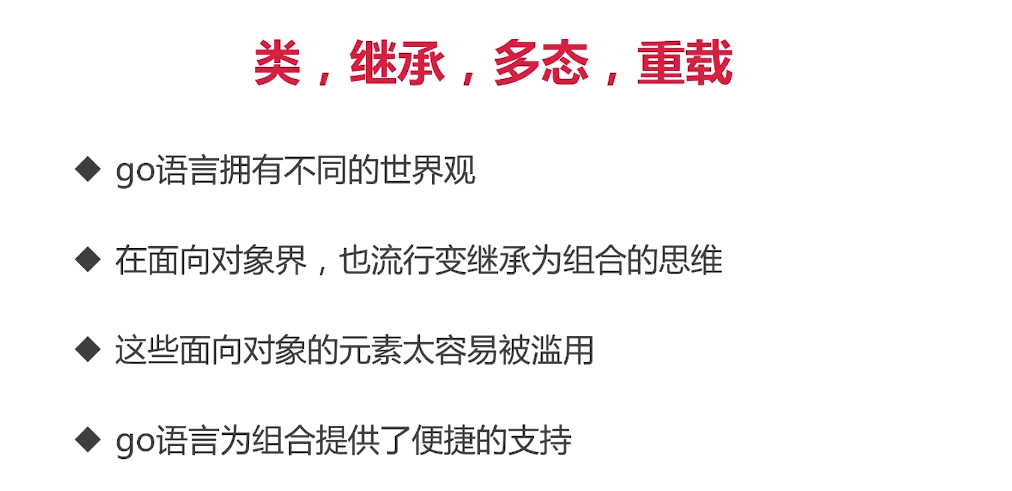 类，继承，多态，重载
◆ go语言拥有不同的世界观
◆ 在面向对象界，也流行变继承为组合的思维
◆ 这些面向对象的元素太容易被滥用
◆ go语言为组合提供了便捷的支持